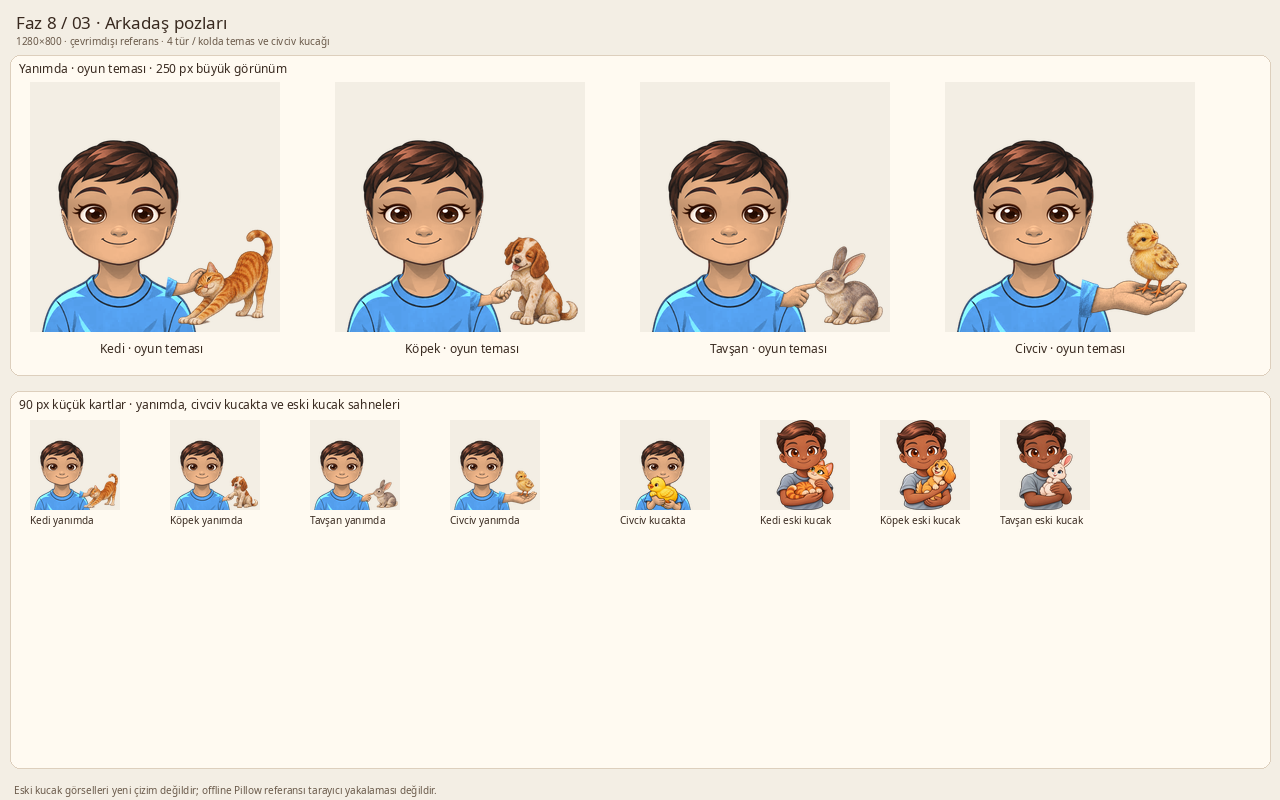 Faz 8 / 03 · Arkadaş pozları
1280×800 · çevrimdışı referans · 4 tür / kolda temas ve civciv kucağı
Yanımda · oyun teması · 250 px büyük görünüm
Kedi · oyun teması
Köpek · oyun teması
Tavşan · oyun teması
Civciv · oyun teması
90 px küçük kartlar · yanımda, civciv kucakta ve eski kucak sahneleri
Kedi yanımda
Köpek yanımda
Tavşan yanımda
Civciv yanımda
Civciv kucakta
Kedi eski kucak
Köpek eski kucak
Tavşan eski kucak
Eski kucak görselleri yeni çizim değildir; offline Pillow referansı tarayıcı yakalaması değildir.